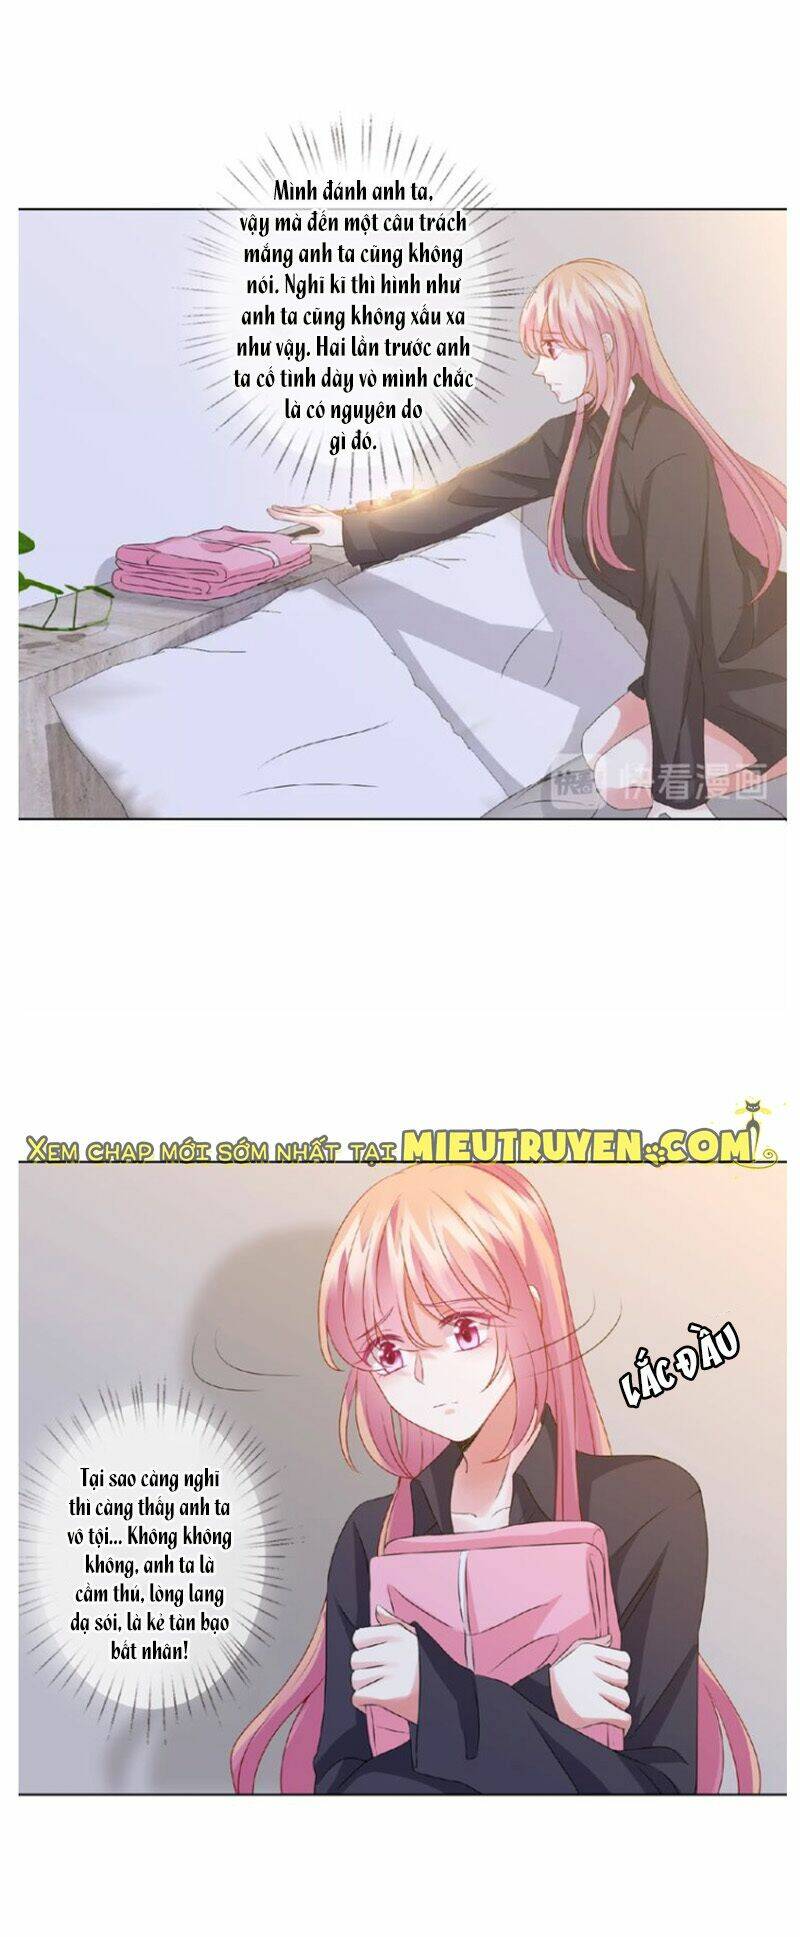 Mình đánh anh ta,
vậy mà đến một câu trách
mắng anh ta cũng không
nói. Nghĩ kĩ thì hình như
anh ta cũng không xấu xa
như vậy. Hai lần trước anh
ta cố tình dày vò mình chắc
là có nguyên do
gì đó.
快看 快看漫画
XEM CHAP MỚI SỚM NHẤT TẠI MIEUTRUYEN.COM
LẮC ĐẦU
Tại sao càng nghĩ
thì càng thấy anh ta
vô tội... Không không
không, anh ta là
cầm thú, lòng lang
dạ sói, là kẻ tàn bạo
bất nhân!